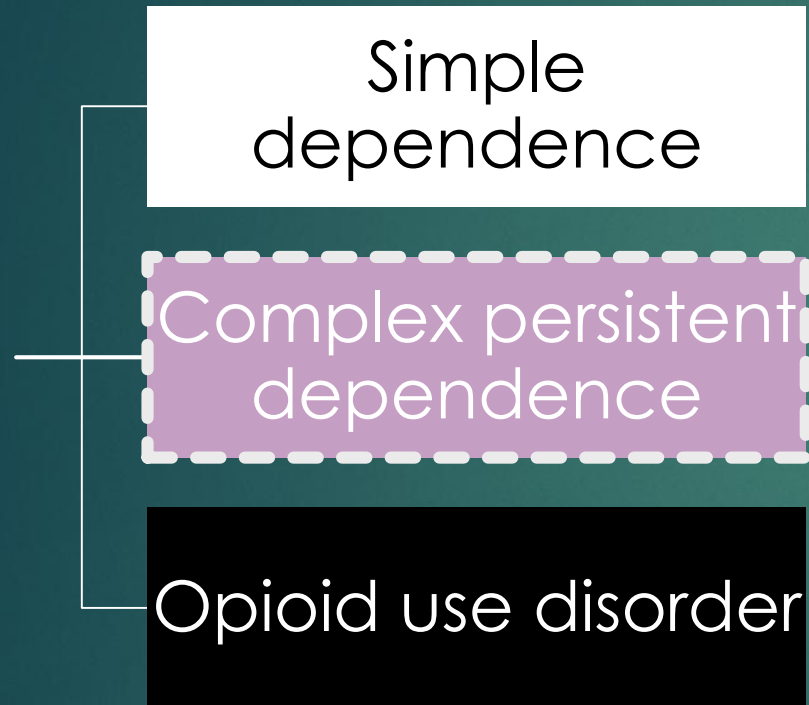 Simple
dependence
Complex persistent
dependence
Opioid use disorder